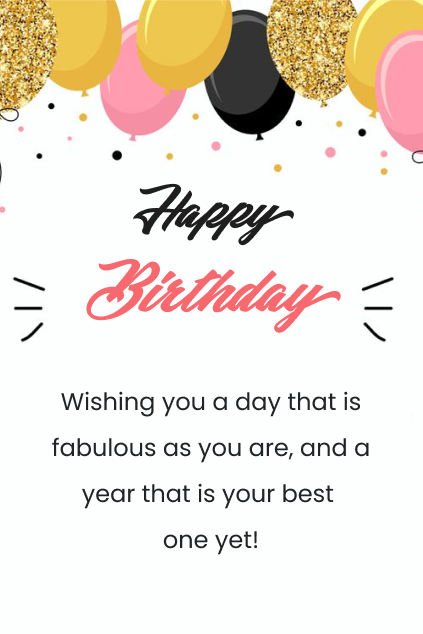 Happy
Birthday
Wishing you a day that is
fabulous as you are, and a
year that is your best
one yet!